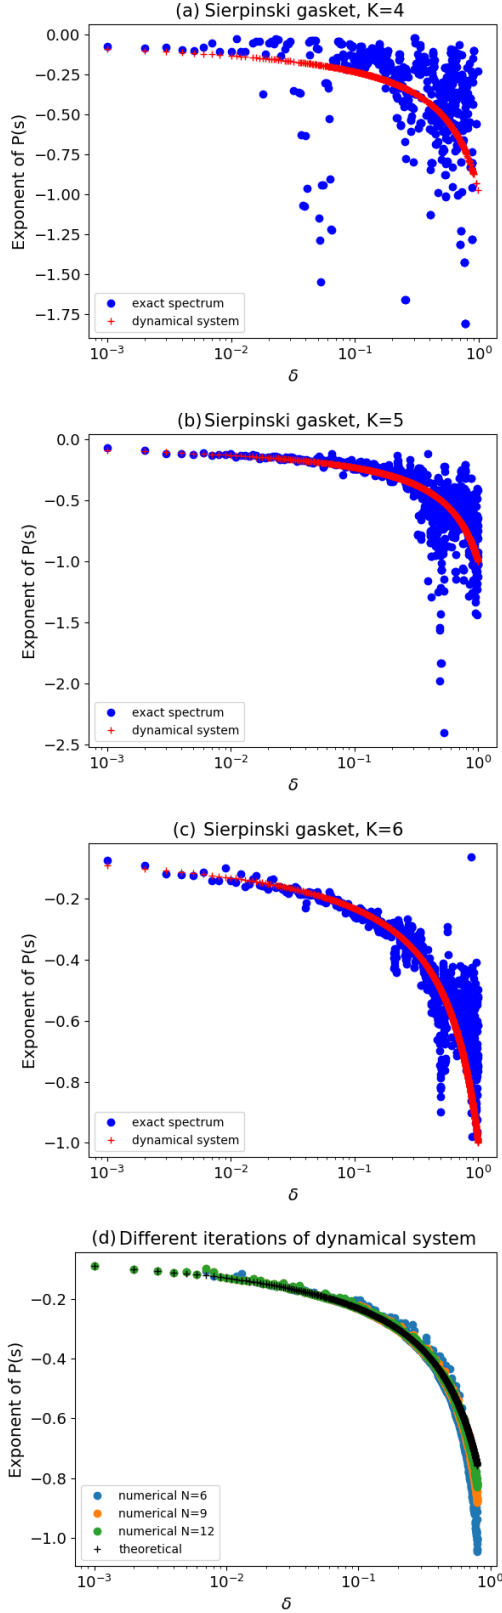 (a) Sierpinski gasket, K=4
0.00
−0.25
−0.50
−0.75
−1.00
−1.25
−1.50
−1.75
Exponent of P(s)
exact spectrum
dynamical system
10⁻³ 10⁻² 10⁻¹ 10⁰
δ
(b) Sierpinski gasket, K=5
0.0
−0.5
−1.0
−1.5
−2.0
−2.5
Exponent of P(s)
exact spectrum
dynamical system
10⁻³ 10⁻² 10⁻¹ 10⁰
δ
(c) Sierpinski gasket, K=6
−0.2
−0.4
−0.6
−0.8
−1.0
Exponent of P(s)
exact spectrum
dynamical system
10⁻³ 10⁻² 10⁻¹ 10⁰
δ
(d) Different iterations of dynamical system
−0.2
−0.4
−0.6
−0.8
−1.0
Exponent of P(s)
numerical N=6
numerical N=9
numerical N=12
theoretical
10⁻³ 10⁻² 10⁻¹ 10⁰
δ